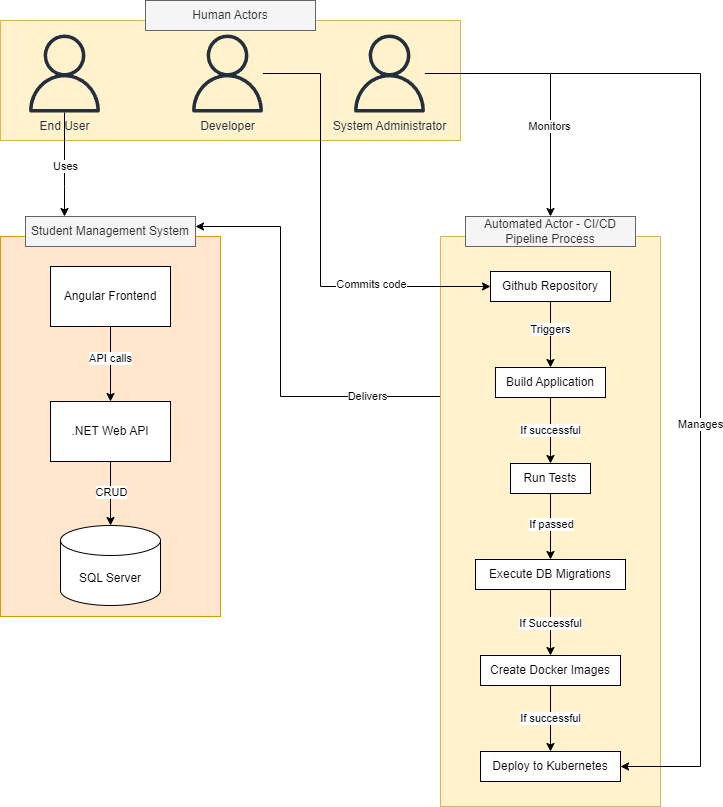 Human Actors
End User
Developer
System Administrator
Uses
Monitors
Student Management System
Automated Actor - CI/CD
Pipeline Process
Angular Frontend
Commits code
Github Repository
Triggers
API calls
Build Application
Delivers
Manages
.NET Web API
If successful
Run Tests
CRUD
If passed
SQL Server
Execute DB Migrations
If Successful
Create Docker Images
If successful
Deploy to Kubernetes